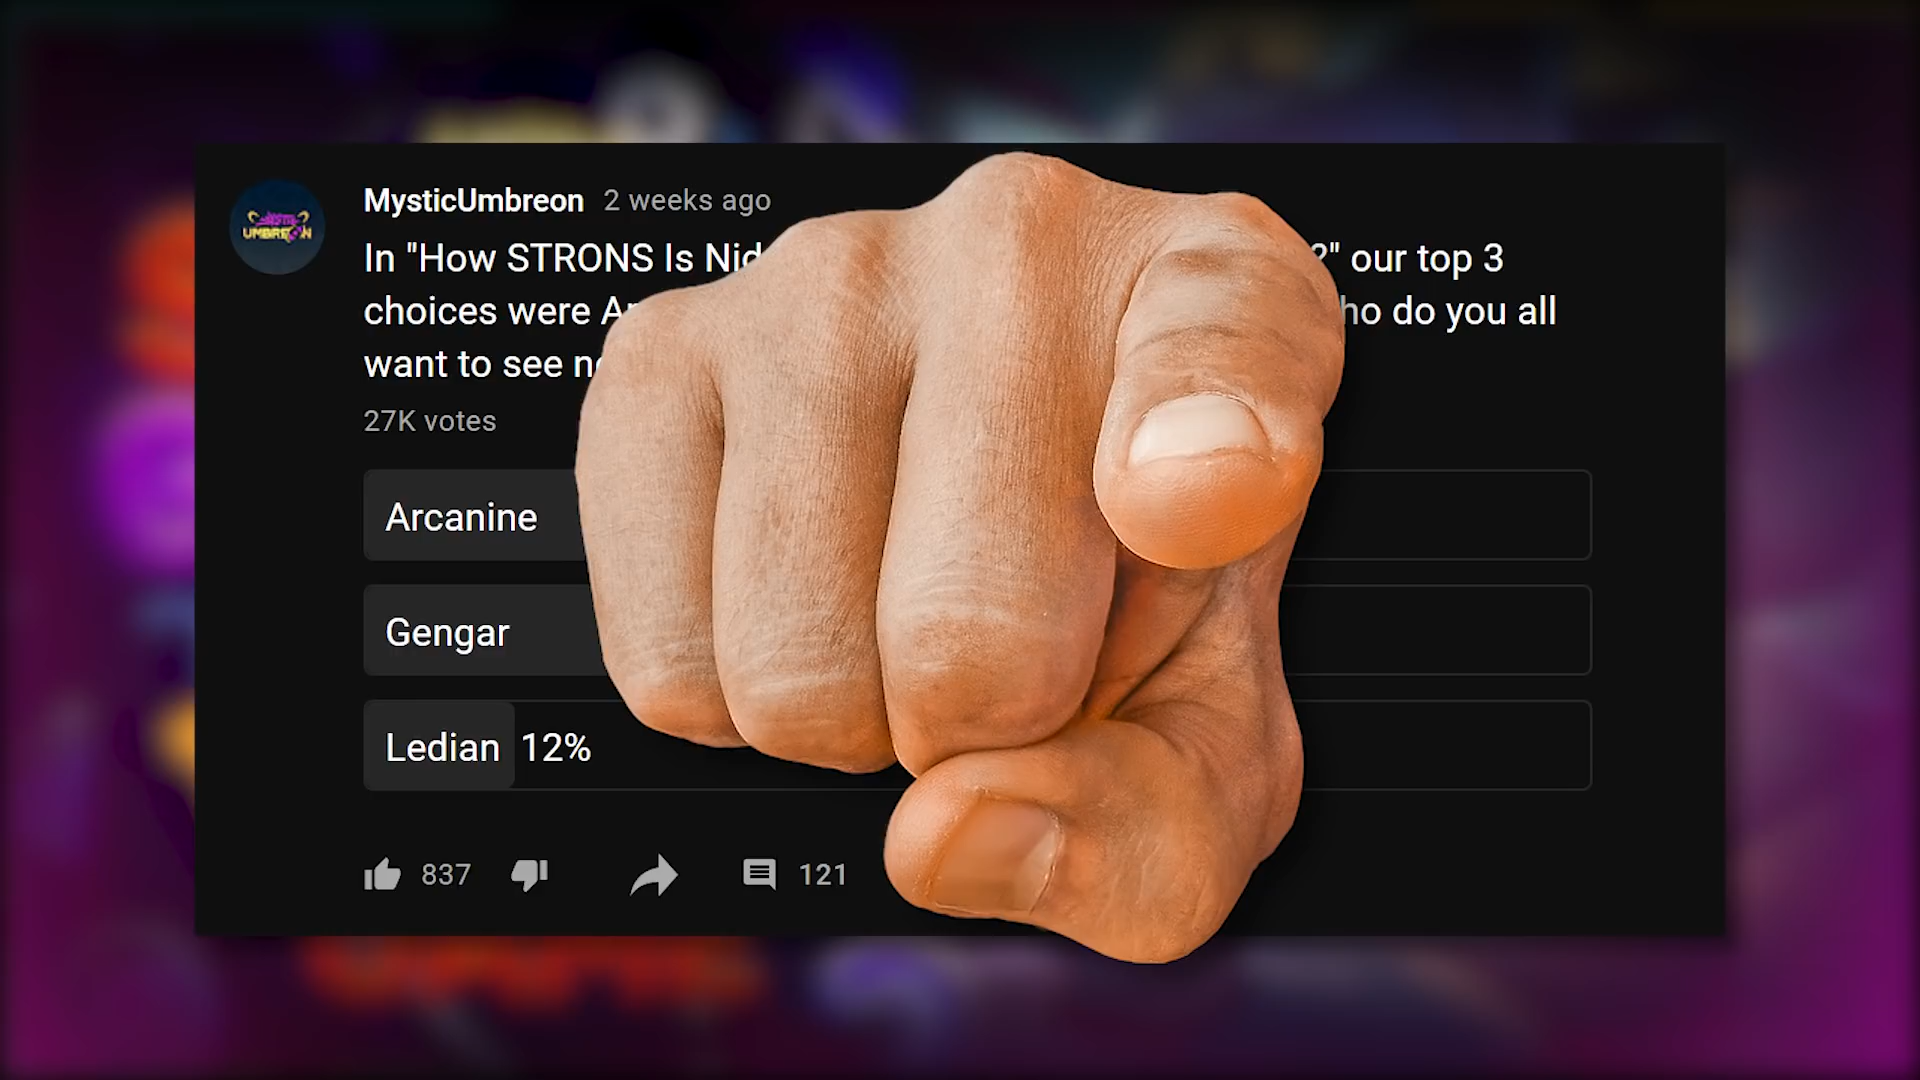 MysticUmbreon 2 weeks ago
In "How STRONS Is Nid ?" our top 3
choices were do you all
want to see
27K votes
Arcanine
Gengar
Ledian 12%
837 121
UMBREON